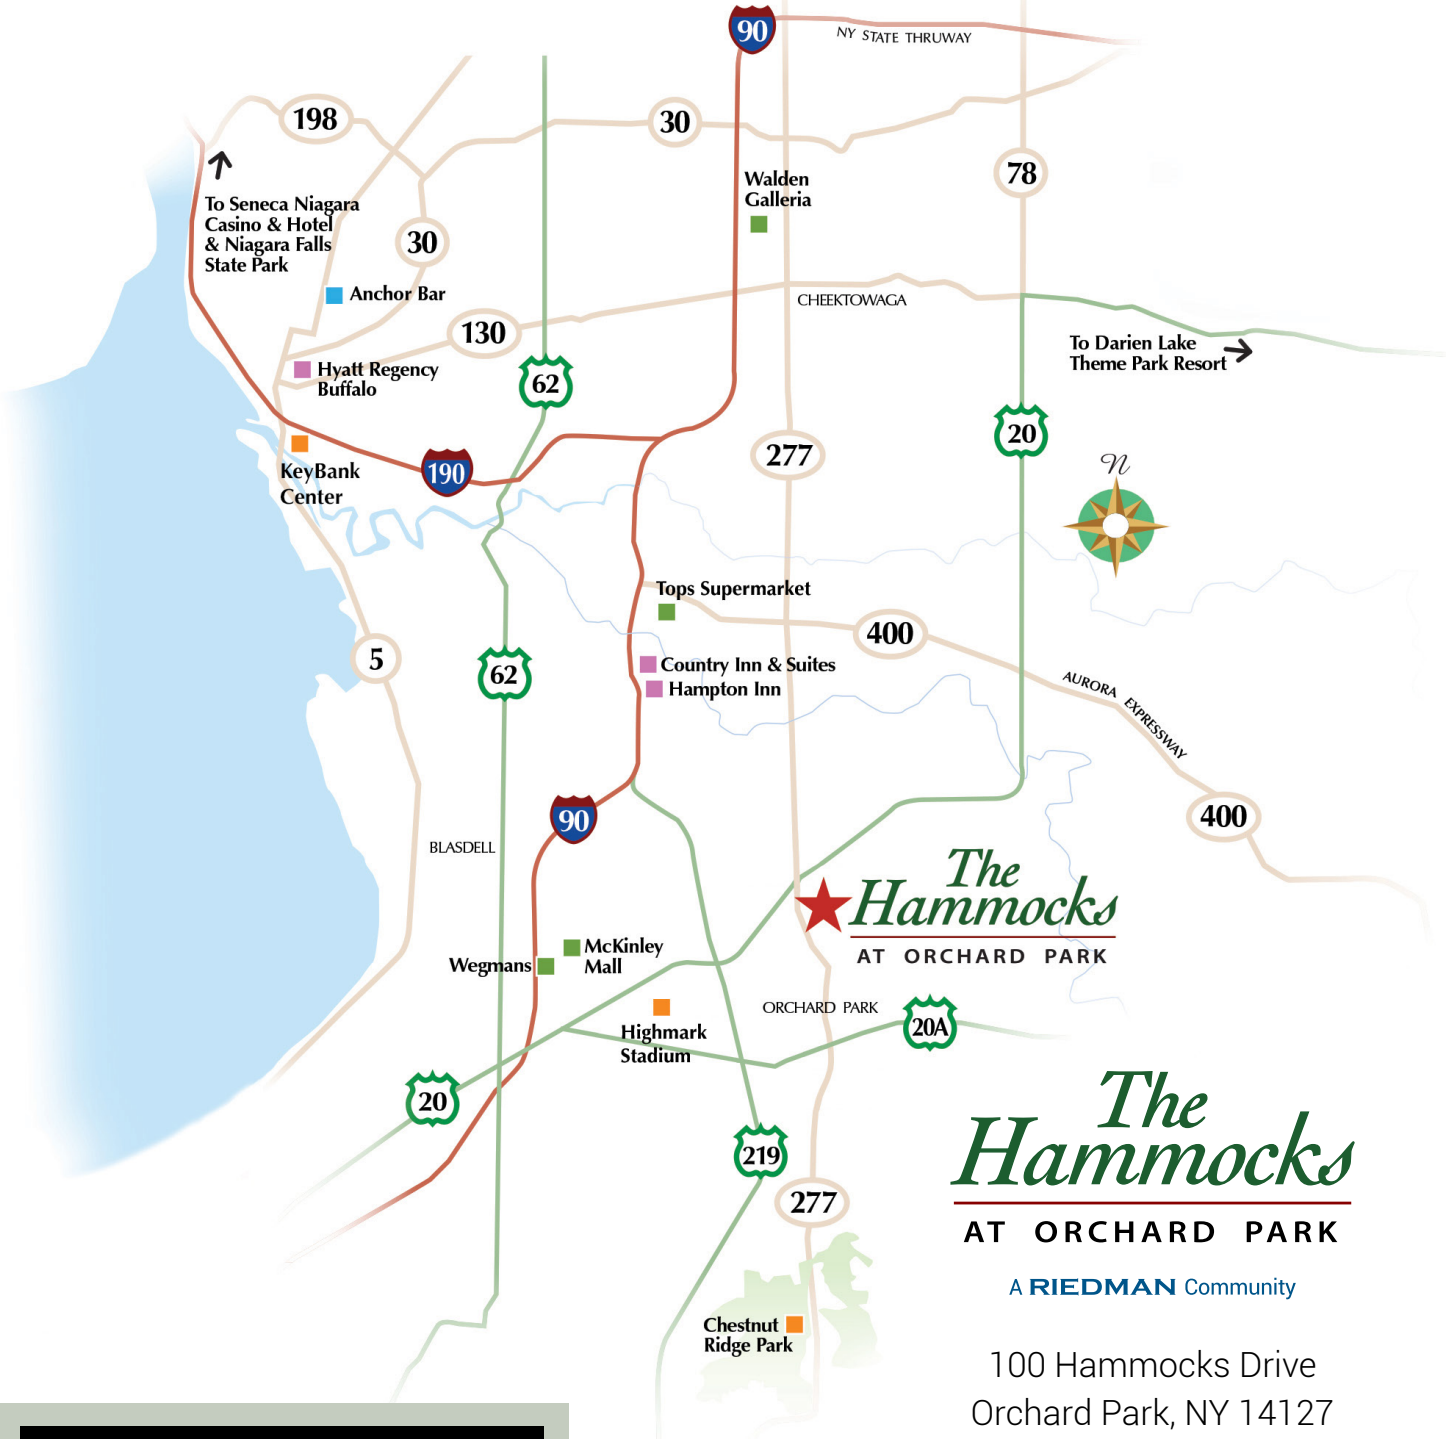 90
NY STATE THRUWAY
198
30
78
To Seneca Niagara
Casino & Hotel
& Niagara Falls
State Park
Walden
Galleria
30
Anchor Bar
CHEEKTOWAGA
130
To Darien Lake
Theme Park Resort
Hyatt Regency
Buffalo
62
20
277
N
KeyBank
Center
190
Tops Supermarket
400
5
62
Country Inn & Suites
Hampton Inn
AURORA EXPRESSWAY
90
400
BLASDELL
The
Hammocks
AT ORCHARD PARK
McKinley
Mall
Wegmans
ORCHARD PARK
20A
Highmark
Stadium
20
219
277
The
Hammocks
AT ORCHARD PARK
A RIEDMAN Community
Chestnut
Ridge Park
100 Hammocks Drive
Orchard Park, NY 14127